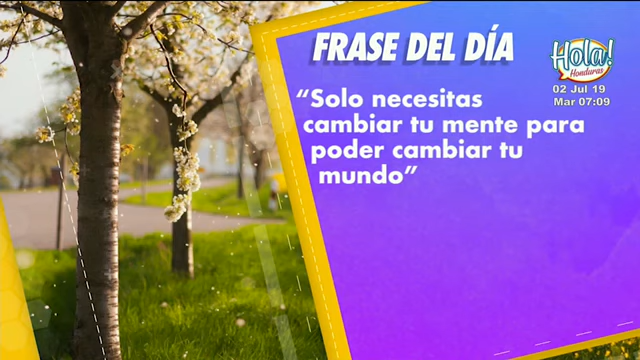 FRASE DEL DÍA
Hola!
Honduras
02 Jul 19
Mar 07:09
“Solo necesitas
cambiar tu mente para
poder cambiar tu
mundo”